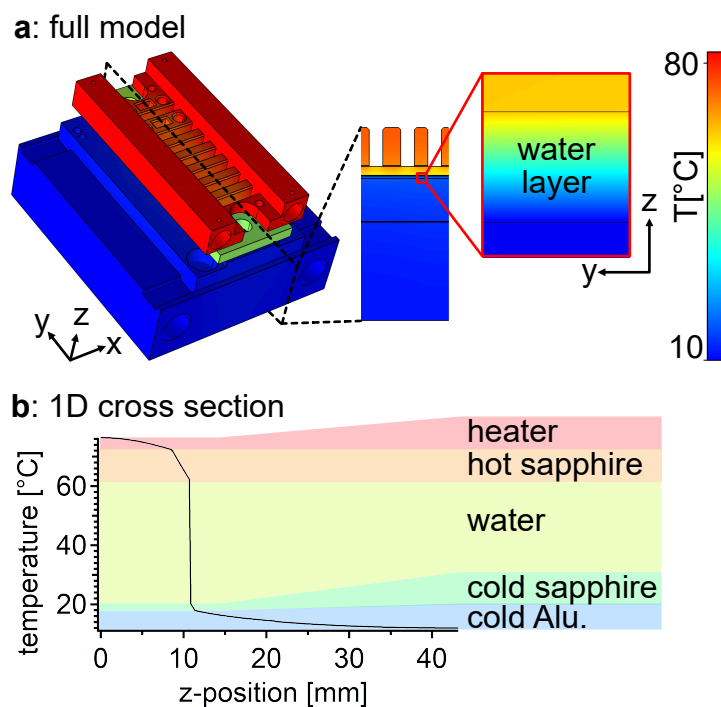 a: full model
80
T[°C]
10
water
layer
z
y
y
z
x
b: 1D cross section
temperature [°C]
60
40
20
0
10
20
30
40
z-position [mm]
heater
hot sapphire
water
cold sapphire
cold Alu.